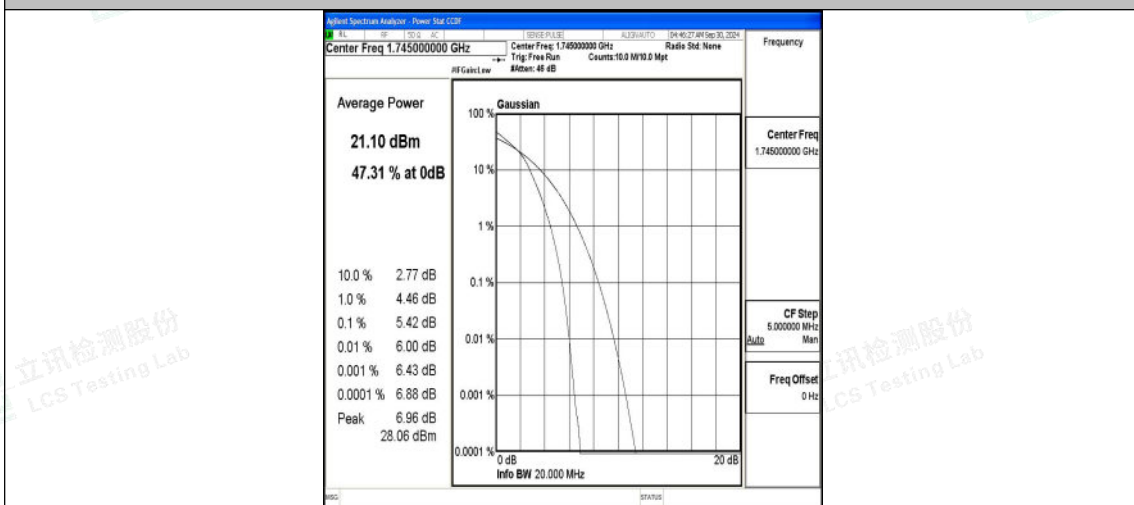 Agilent Spectrum Analyzer - Power Stat CCDF
RL RF 50 Ω AC SENSE:PULSE ALIGNAUTO 04:46:27 AM Sep 30, 2024
Center Freq 1.745000000 GHz
Center Freq: 1.745000000 GHz
Radio Std: None
Trig: Free Run
Counts:10.0 M/10.0 Mpt
#IFGain:Low
#Atten: 46 dB
Frequency
Average Power
21.10 dBm
47.31 % at 0dB
10.0 % 2.77 dB
1.0 % 4.46 dB
0.1 % 5.42 dB
0.01 % 6.00 dB
0.001 % 6.43 dB
0.0001 % 6.88 dB
Peak 6.96 dB
28.06 dBm
Gaussian
100 %
10 %
1 %
0.1 %
0.01 %
0.001 %
0.0001 %
0 dB 20 dB
Info BW 20.000 MHz
Center Freq
1.745000000 GHz
CF Step
5.000000 MHz
Auto Man
Freq Offset
0 Hz
MSG STATUS
立讯检测股份
LCS Testing Lab
立讯检测股份
LCS Testing Lab